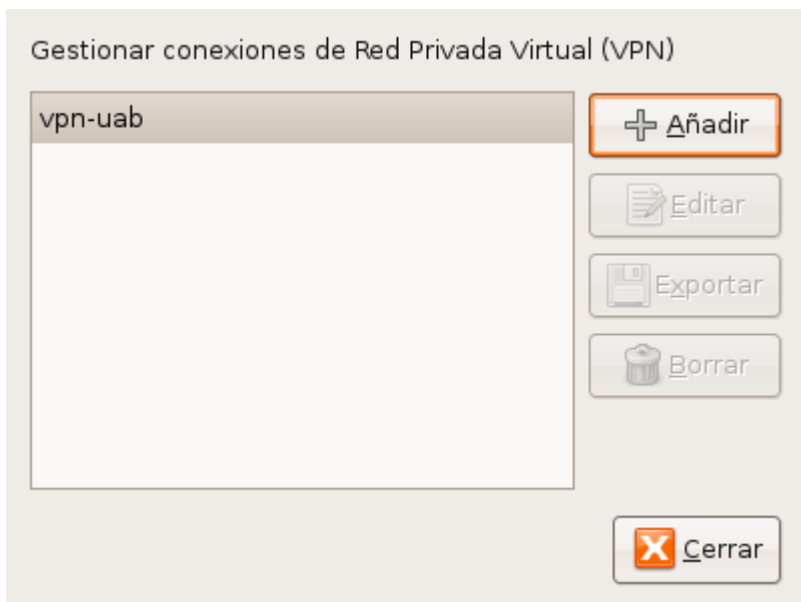 Gestionar conexiones de Red Privada Virtual (VPN)
vpn-uab
Añadir
Editar
Exportar
Borrar
Cerrar